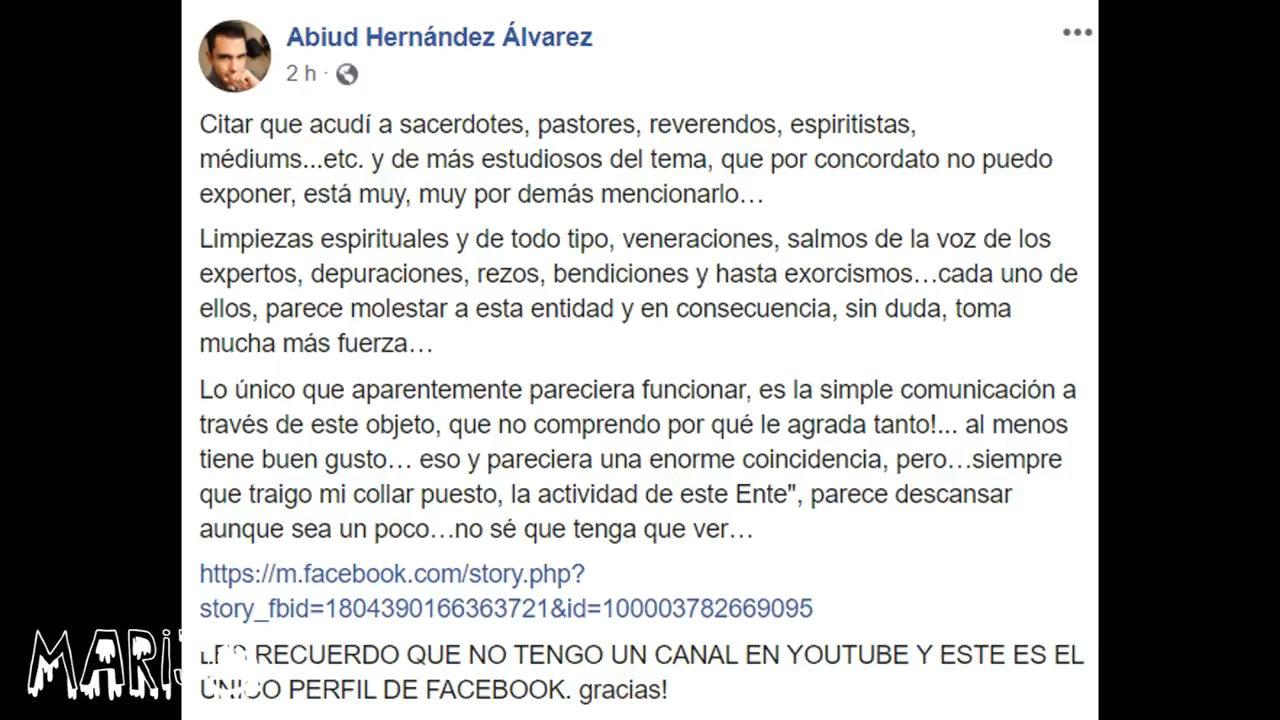 Abiud Hernández Álvarez
2 h ·
Citar que acudí a sacerdotes, pastores, reverendos, espiritistas,
médiums...etc. y de más estudiosos del tema, que por concordato no puedo
exponer, está muy, muy por demás mencionarlo…
Limpiezas espirituales y de todo tipo, veneraciones, salmos de la voz de los
expertos, depuraciones, rezos, bendiciones y hasta exorcismos…cada uno de
ellos, parece molestar a esta entidad y en consecuencia, sin duda, toma
mucha más fuerza…
Lo único que aparentemente pareciera funcionar, es la simple comunicación a
través de este objeto, que no comprendo por qué le agrada tanto!... al menos
tiene buen gusto… eso y pareciera una enorme coincidencia, pero…siempre
que traigo mi collar puesto, la actividad de este Ente", parece descansar
aunque sea un poco…no sé que tenga que ver…
https://m.facebook.com/story.php?
story_fbid=1804390166363721&id=100003782669095
LES RECUERDO QUE NO TENGO UN CANAL EN YOUTUBE Y ESTE ES EL
ÚNICO PERFIL DE FACEBOOK. gracias!